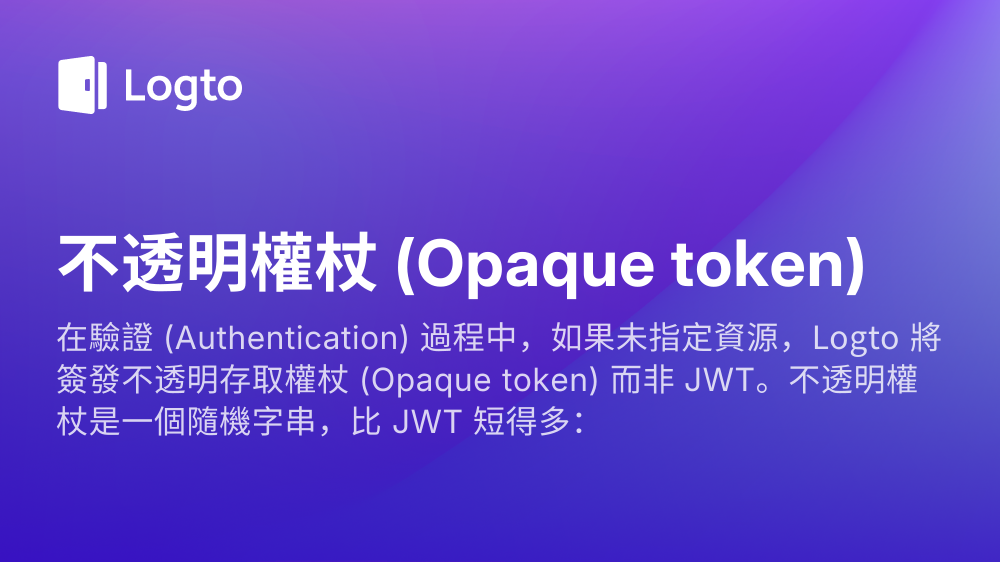 Logto
不透明權杖 (Opaque token)
在驗證 (Authentication) 過程中，如果未指定資源，Logto 將
簽發不透明存取權杖 (Opaque token) 而非 JWT。不透明權
杖是一個隨機字串，比 JWT 短得多：